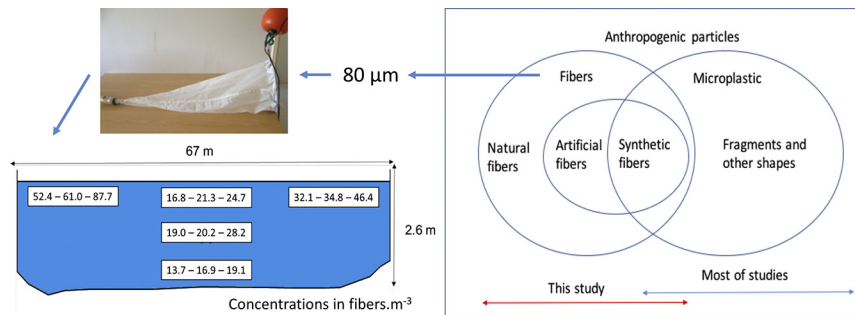 80 µm
67 m
52.4 – 61.0 – 87.7
16.8 – 21.3 – 24.7
32.1 – 34.8 – 46.4
19.0 – 20.2 – 28.2
2.6 m
13.7 – 16.9 – 19.1
Concentrations in fibers.m-3
Anthropogenic particles
Fibers
Microplastic
Natural
fibers
Artificial
fibers
Synthetic
fibers
Fragments and
other shapes
This study
Most of studies